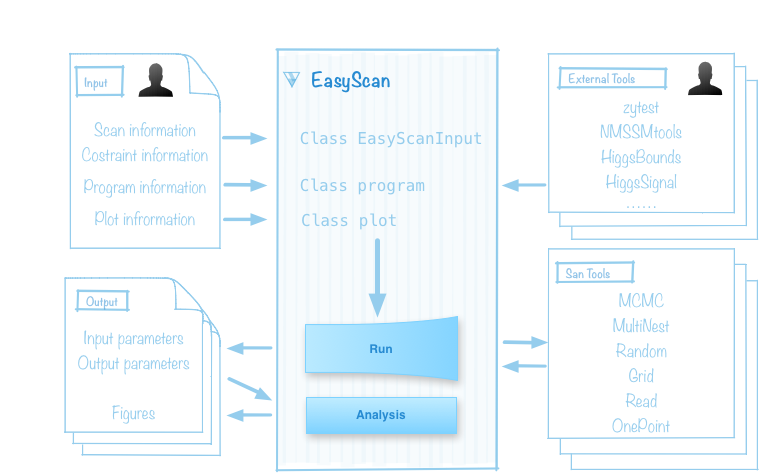 Input
Scan information
Costraint information
Program information
Plot infrormation
EasyScan
Class EasyScanInput
Class program
Class plot
Run
Analysis
External Tools
zytest
NMSSMtools
HiggsBounds
HiggsSignal
......
Output
Input parameters
Output parameters
Figures
San Tools
MCMC
MultiNest
Random
Grid
Read
OnePoint